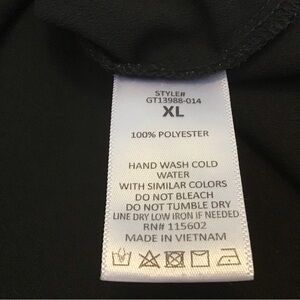 STYLE#
GT13988-014
XL
100% POLYESTER
HAND WASH COLD
WATER
WITH SIMILAR COLORS
DO NOT BLEACH
DO NOT TUMBLE DRY
LINE DRY LOW IRON IF NEEDED
RN# 115602
MADE IN VIETNAM